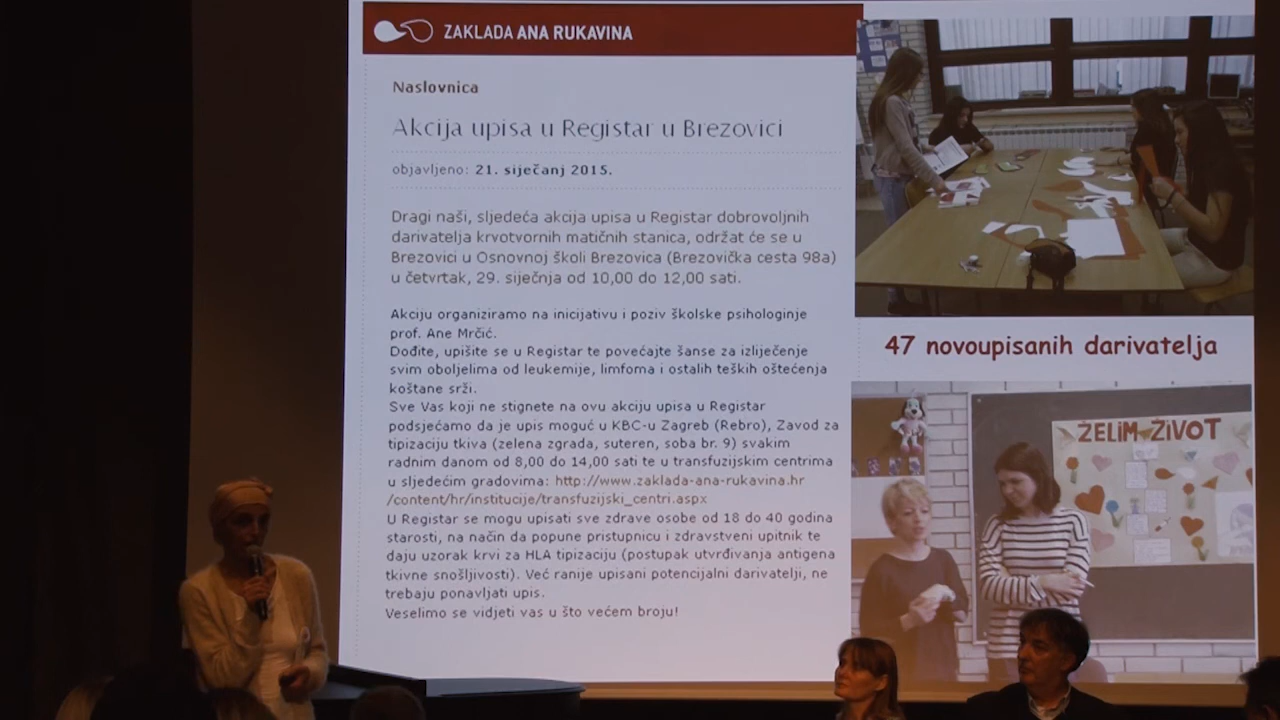 ZAKLADA ANA RUKAVINA
Naslovnica
Akcija upisa u Registar u Brezovici
objavljeno: 21. siječanj 2015.
Dragi naši, sljedeća akcija upisa u Registar dobrovoljnih
darivatelja krvotvornih matičnih stanica, održat će se u
Brezovici u Osnovnoj školi Brezovica (Brezovička cesta 98a)
u četvrtak, 29. siječnja od 10,00 do 12,00 sati.
Akciju organiziramo na inicijativu i poziv školske psihologinje
prof. Ane Mrčić.
Dođite, upišite se u Registar te povećajte šanse za izliječenje
svim oboljelima od leukemije, limfoma i ostalih teških oštećenja
koštane srži.
Sve Vas koji ne stignete na ovu akciju upisa u Registar
podsjećamo da je upis moguć u KBC-u Zagreb (Rebro), Zavod za
tipizaciju tkiva (zelena zgrada, suteren, soba br. 9) svakim
radnim danom od 8,00 do 14,00 sati te u transfuzijskim centrima
u sljedećim gradovima: http://www.zaklada-ana-rukavina.hr
/content/hr/institucije/transfuzijski_centri.aspx
U Registar se mogu upisati sve zdrave osobe od 18 do 40 godina
starosti, na način da popune pristupnicu i zdravstveni upitnik te
daju uzorak krvi za HLA tipizaciju (postupak utvrđivanja antigena
tkivne snošljivosti). Već ranije upisani potencijalni darivatelji, ne
trebaju ponavljati upis.
Veselimo se vidjeti vas u što većem broju!
47 novoupisanih darivatelja
ŽELIM ŽIVOT